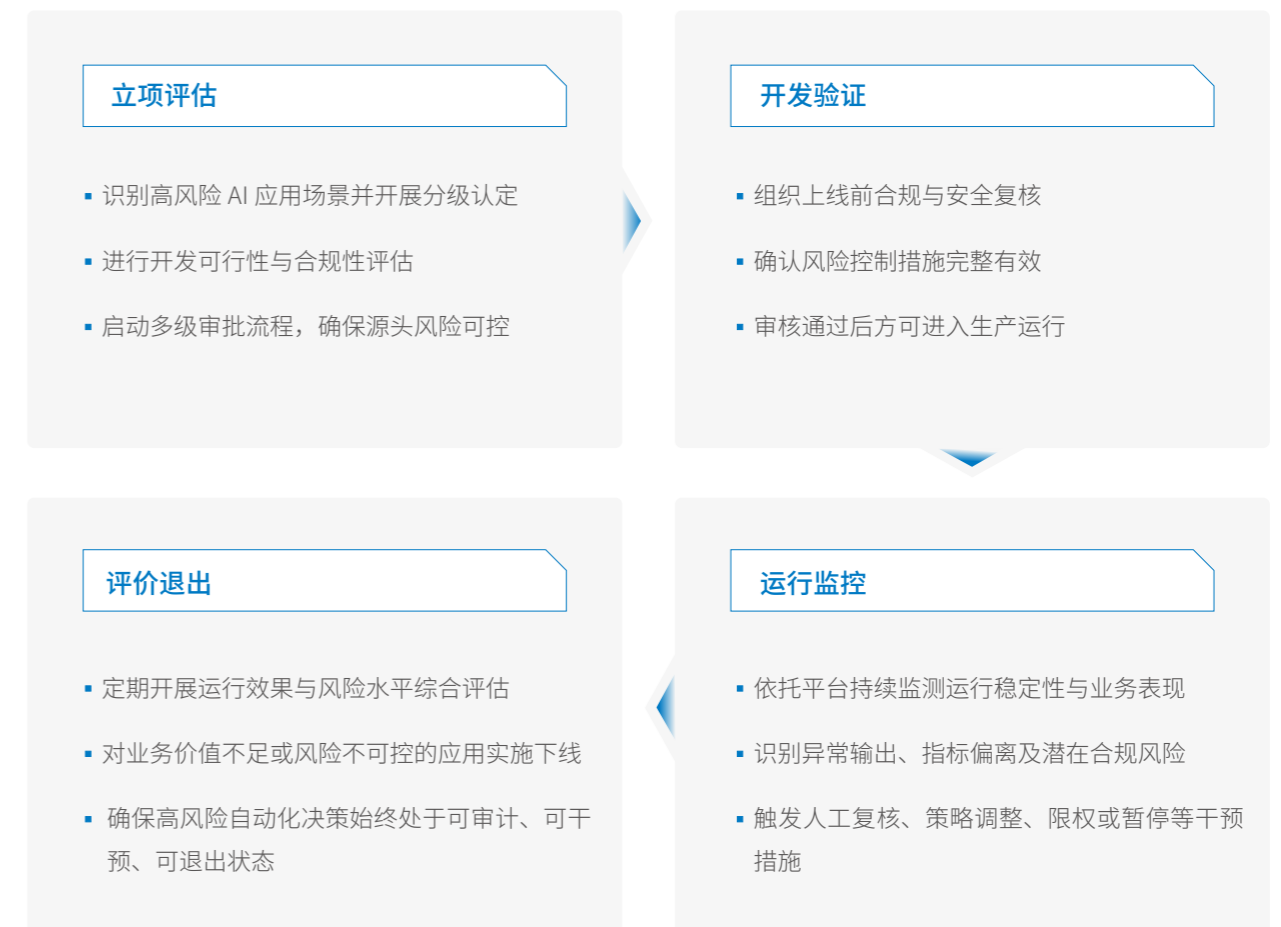 立项评估
识别高风险 AI 应用场景并开展分级认定
进行开发可行性与合规性评估
启动多级审批流程，确保源头风险可控
开发验证
组织上线前合规与安全复核
确认风险控制措施完整有效
审核通过后方可进入生产运行
运行监控
依托平台持续监测运行稳定性与业务表现
识别异常输出、指标偏离及潜在合规风险
触发人工复核、策略调整、限权或暂停等干预
措施
评价退出
定期开展运行效果与风险水平综合评估
对业务价值不足或风险不可控的应用实施下线
确保高风险自动化决策始终处于可审计、可干
预、可退出状态